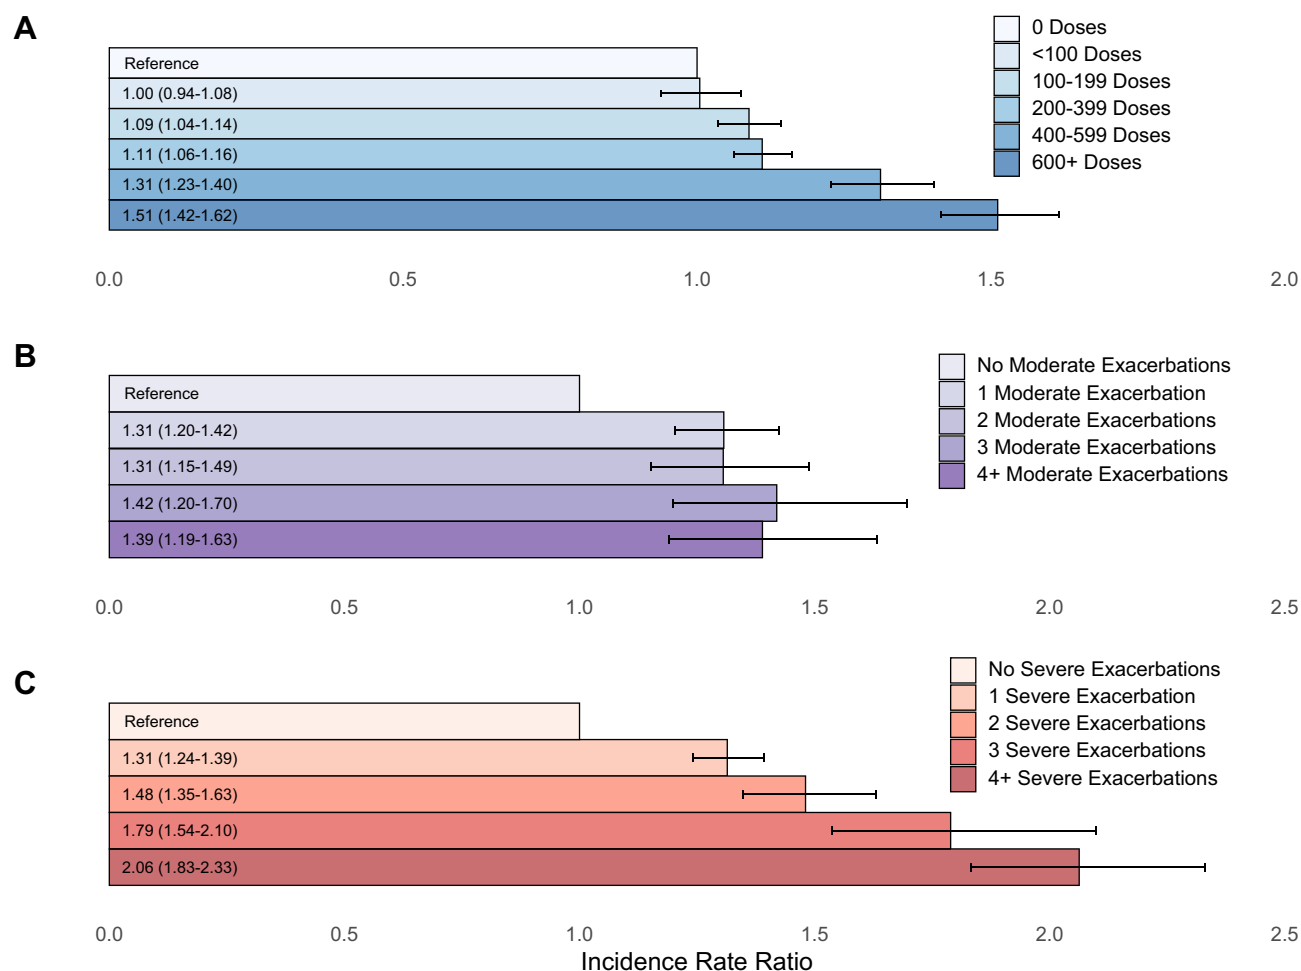 A
0 Doses
<100 Doses
100-199 Doses
200-399 Doses
400-599 Doses
600+ Doses
Reference
1.00 (0.94-1.08)
1.09 (1.04-1.14)
1.11 (1.06-1.16)
1.31 (1.23-1.40)
1.51 (1.42-1.62)
0.0 0.5 1.0 1.5 2.0
B
No Moderate Exacerbations
1 Moderate Exacerbation
2 Moderate Exacerbations
3 Moderate Exacerbations
4+ Moderate Exacerbations
Reference
1.31 (1.20-1.42)
1.31 (1.15-1.49)
1.42 (1.20-1.70)
1.39 (1.19-1.63)
0.0 0.5 1.0 1.5 2.0 2.5
C
No Severe Exacerbations
1 Severe Exacerbation
2 Severe Exacerbations
3 Severe Exacerbations
4+ Severe Exacerbations
Reference
1.31 (1.24-1.39)
1.48 (1.35-1.63)
1.79 (1.54-2.10)
2.06 (1.83-2.33)
0.0 0.5 1.0 1.5 2.0 2.5
Incidence Rate Ratio